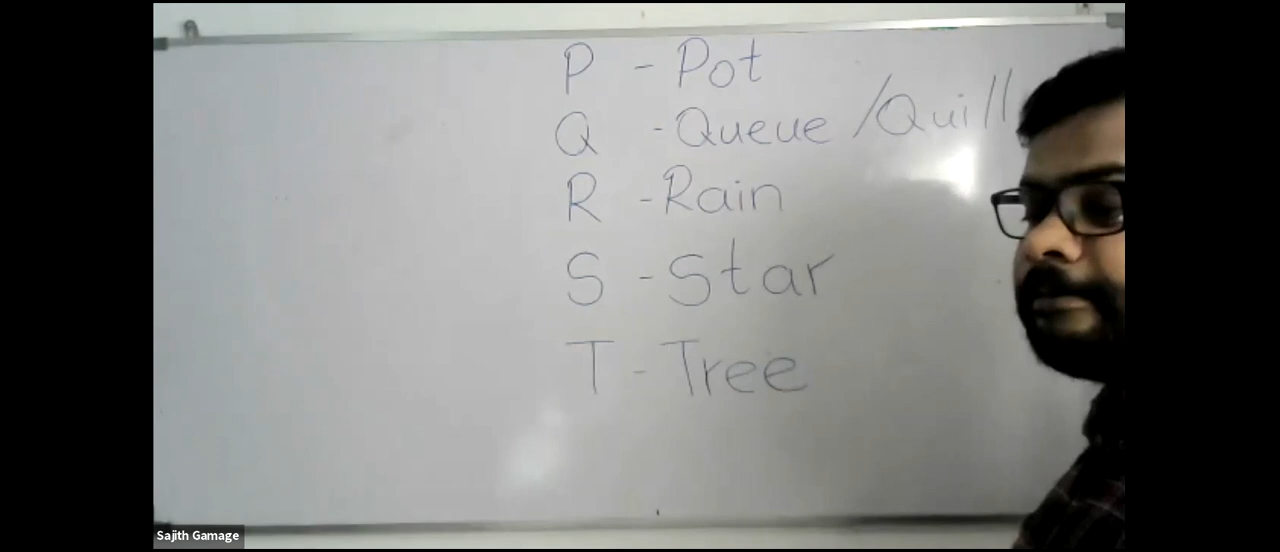 P - Pot
Q - Queue /Quill
R - Rain
S - Star
T - Tree
Sajith Gamage